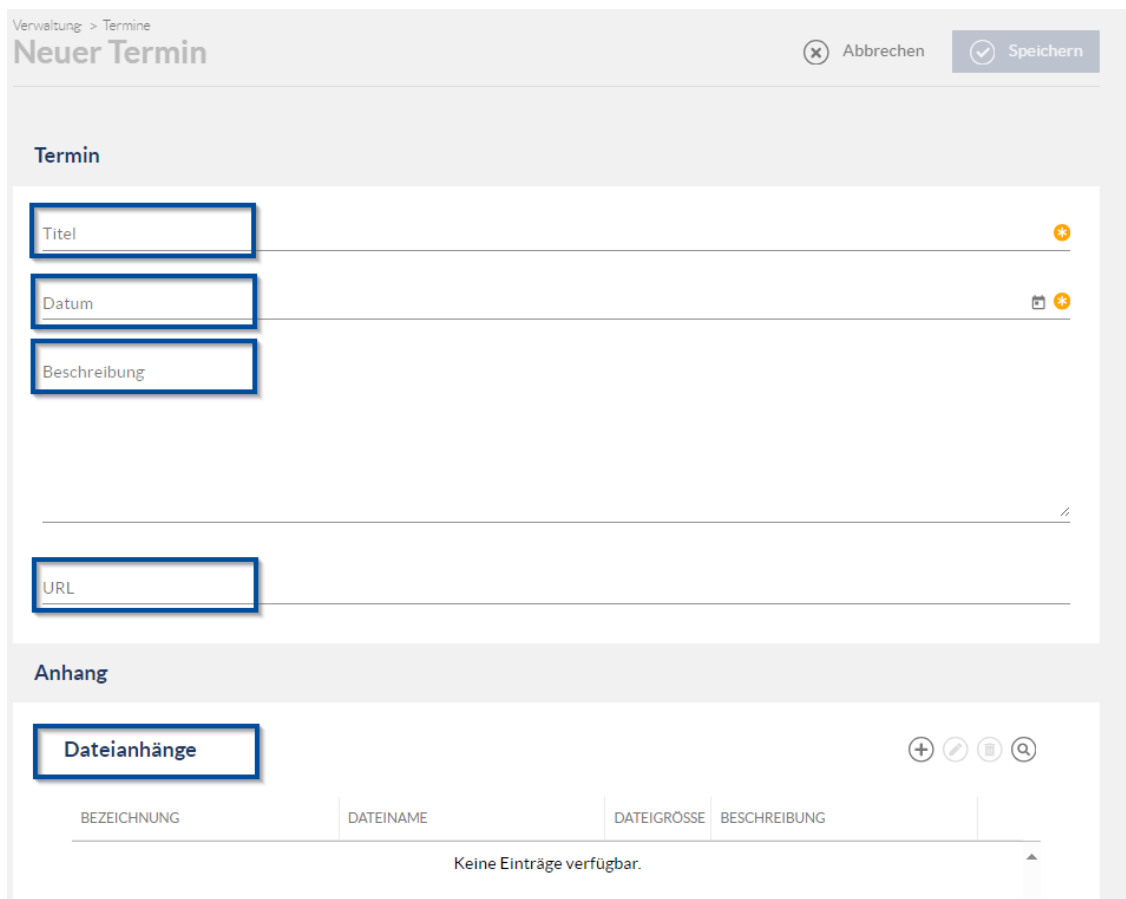 Verwaltung > Termine
Neuer Termin
Abbrechen
Speichern
Termin
Titel
Datum
Beschreibung
URL
Anhang
Dateianhänge
BEZEICHNUNG DATEINAME DATEIGRÖSSE BESCHREIBUNG
Keine Einträge verfügbar.